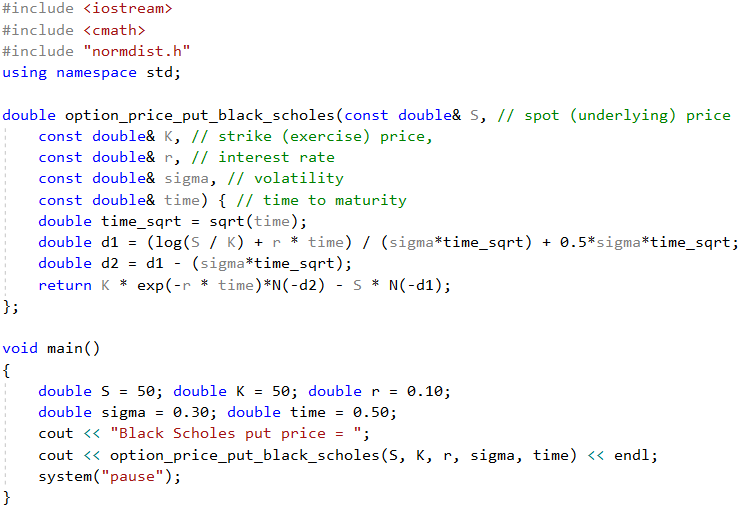 #include <iostream>
#include <cmath>
#include "normdist.h"
using namespace std;

double option_price_put_black_scholes(const double& S, // spot (underlying) price
    const double& K, // strike (exercise) price,
    const double& r, // interest rate
    const double& sigma, // volatility
    const double& time) { // time to maturity
    double time_sqrt = sqrt(time);
    double d1 = (log(S / K) + r * time) / (sigma*time_sqrt) + 0.5*sigma*time_sqrt;
    double d2 = d1 - (sigma*time_sqrt);
    return K * exp(-r * time)*N(-d2) - S * N(-d1);
};

void main()
{
    double S = 50; double K = 50; double r = 0.10;
    double sigma = 0.30; double time = 0.50;
    cout << "Black Scholes put price = ";
    cout << option_price_put_black_scholes(S, K, r, sigma, time) << endl;
    system("pause");
}